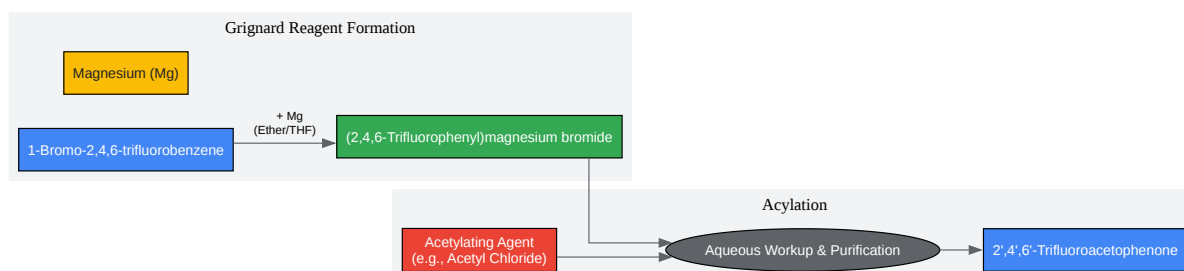 Grignard Reagent Formation
Magnesium (Mg)
+ Mg
(Ether/THF)
1-Bromo-2,4,6-trifluorobenzene
(2,4,6-Trifluorophenyl)magnesium bromide
Acylation
Acetylating Agent
(e.g., Acetyl Chloride)
Aqueous Workup & Purification
2',4',6'-Trifluoroacetophenone